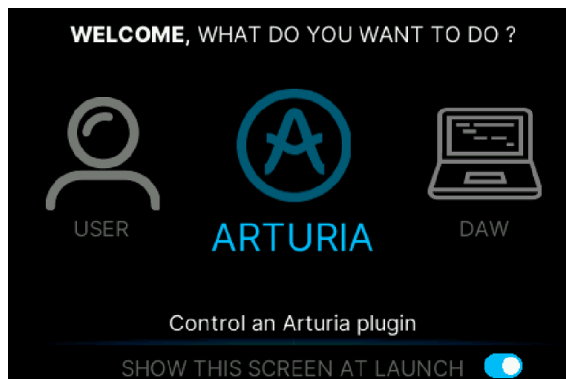 WELCOME, WHAT DO YOU WANT TO DO ?
USER
ARTURIA
DAW
Control an Arturia plugin
SHOW THIS SCREEN AT LAUNCH